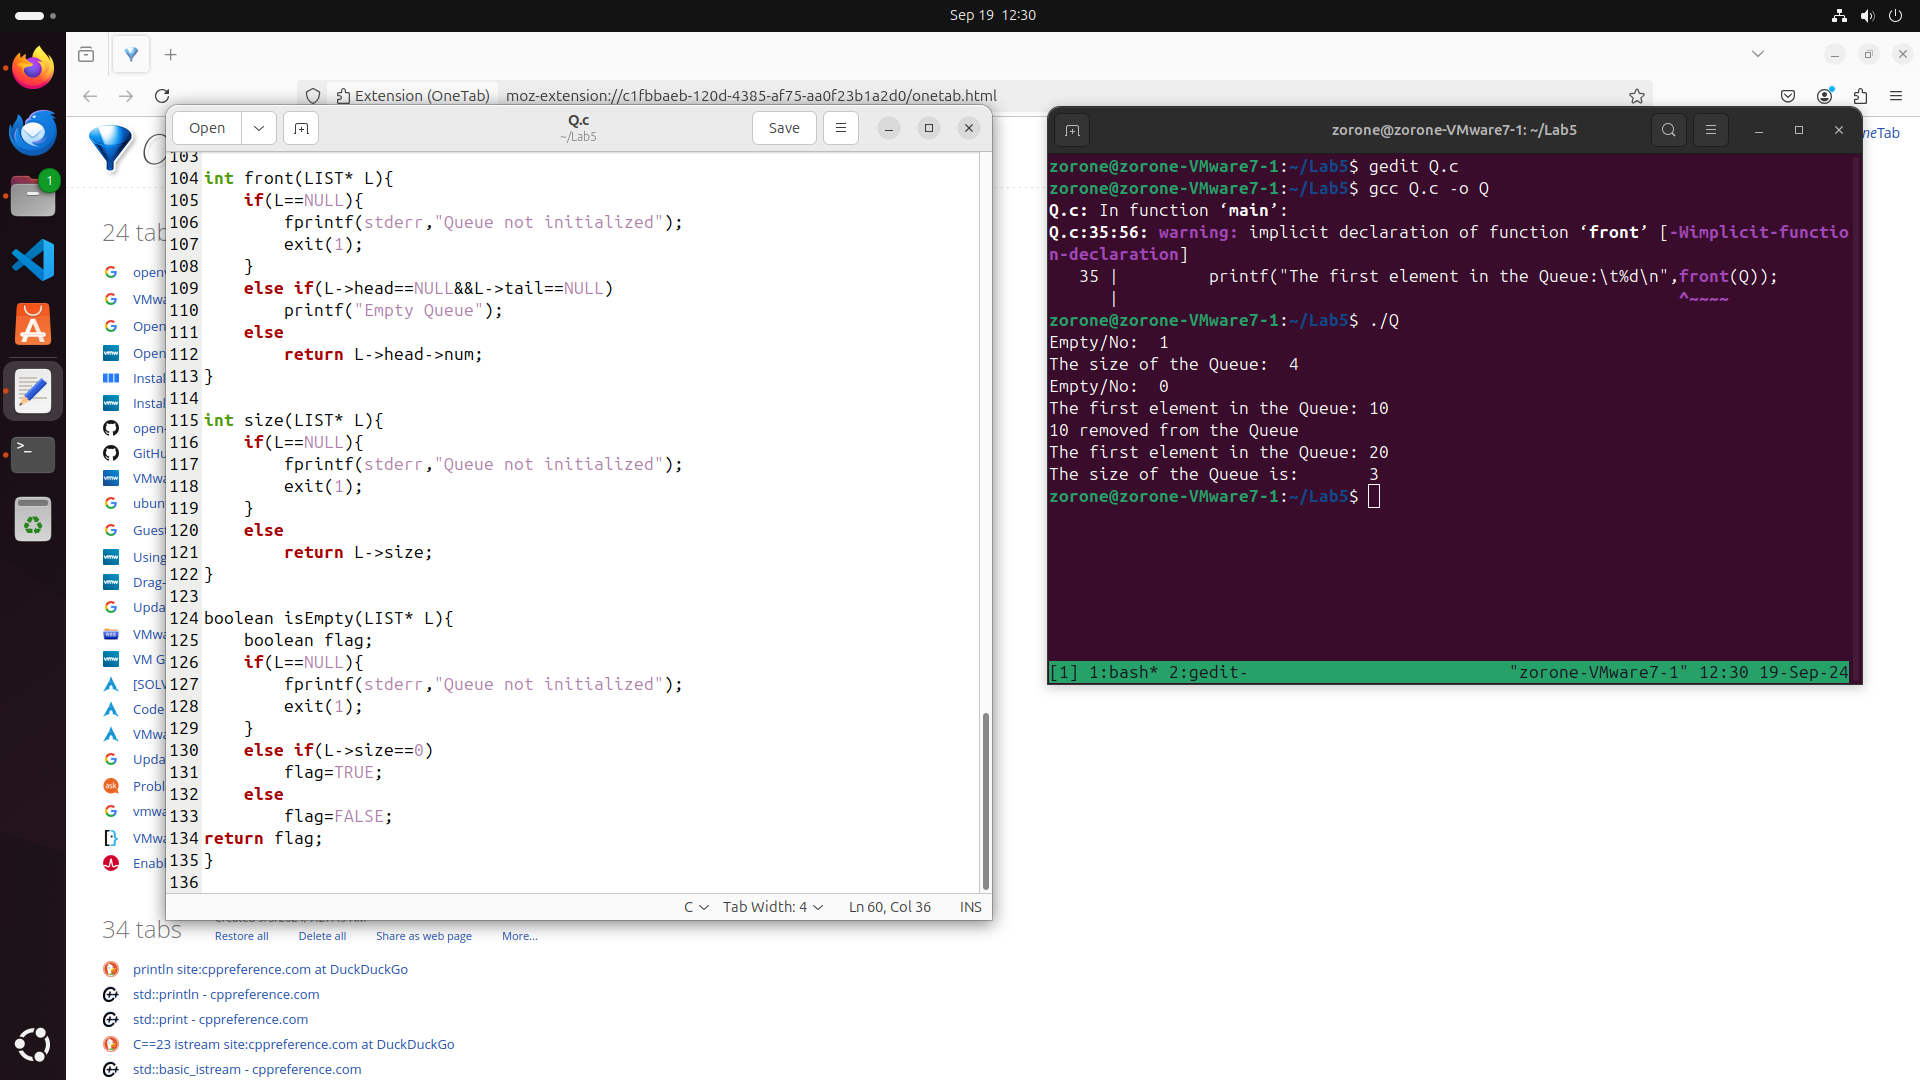 Sep 19 12:30
Extension (OneTab) moz-extension://c1fbbaeb-120d-4385-af75-aa0f23b1a2d0/onetab.html
Open
Q.c
~/Lab5
Save
103
104 int front(LIST* L){
105     if(L==NULL){
106         fprintf(stderr,"Queue not initialized");
107         exit(1);
108     }
109     else if(L->head==NULL&&L->tail==NULL)
110         printf("Empty Queue");
111     else
112         return L->head->num;
113 }
114
115 int size(LIST* L){
116     if(L==NULL){
117         fprintf(stderr,"Queue not initialized");
118         exit(1);
119     }
120     else
121         return L->size;
122 }
123
124 boolean isEmpty(LIST* L){
125     boolean flag;
126     if(L==NULL){
127         fprintf(stderr,"Queue not initialized");
128         exit(1);
129     }
130     else if(L->size==0)
131         flag=TRUE;
132     else
133         flag=FALSE;
134 return flag;
135 }
136
C Tab Width: 4 Ln 60, Col 36 INS
zorone@zorone-VMware7-1: ~/Lab5
zorone@zorone-VMware7-1:~/Lab5$ gedit Q.c
zorone@zorone-VMware7-1:~/Lab5$ gcc Q.c -o Q
Q.c: In function ‘main’:
Q.c:35:56: warning: implicit declaration of function ‘front’ [-Wimplicit-functio
n-declaration]
   35 |         printf("The first element in the Queue:\t%d\n",front(Q));
      |                                                        ^~~~~
zorone@zorone-VMware7-1:~/Lab5$ ./Q
Empty/No:  1
The size of the Queue:  4
Empty/No:  0
The first element in the Queue: 10
10 removed from the Queue
The first element in the Queue: 20
The size of the Queue is:       3
zorone@zorone-VMware7-1:~/Lab5$
[1] 1:bash* 2:gedit- "zorone-VMware7-1" 12:30 19-Sep-24
neTab
24 tab
open
VMwa
Open
Open
Instal
Instal
open-
GitHu
VMwa
ubun
Gues
Using
Drag-
Upda
VMwa
VM G
[SOLV
Code
VMwa
Upda
Probl
vmwa
VMwa
Enabl
34 tabs
Restore all Delete all Share as web page More...
println site:cppreference.com at DuckDuckGo
std::println - cppreference.com
std::print - cppreference.com
C==23 istream site:cppreference.com at DuckDuckGo
std::basic_istream - cppreference.com